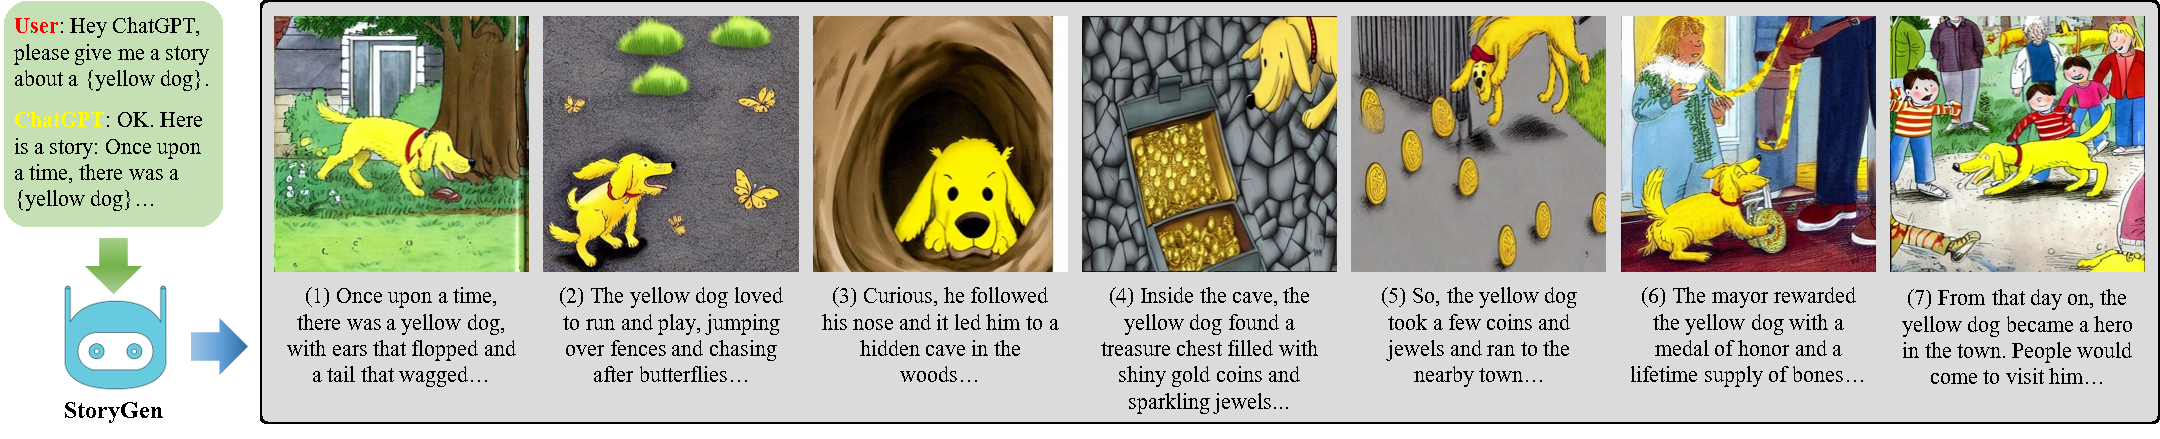 User: Hey ChatGPT,
please give me a story
about a {yellow dog}.
ChatGPT: OK. Here
is a story: Once upon
a time, there was a
{yellow dog}…
StoryGen
(1) Once upon a time,
there was a yellow dog,
with ears that flopped and
a tail that wagged…
(2) The yellow dog loved
to run and play, jumping
over fences and chasing
after butterflies…
(3) Curious, he followed
his nose and it led him to a
hidden cave in the
woods…
(4) Inside the cave, the
yellow dog found a
treasure chest filled with
shiny gold coins and
sparkling jewels…
(5) So, the yellow dog
took a few coins and
jewels and ran to the
nearby town…
(6) The mayor rewarded
the yellow dog with a
medal of honor and a
lifetime supply of bones…
(7) From that day on, the
yellow dog became a hero
in the town. People would
come to visit him…